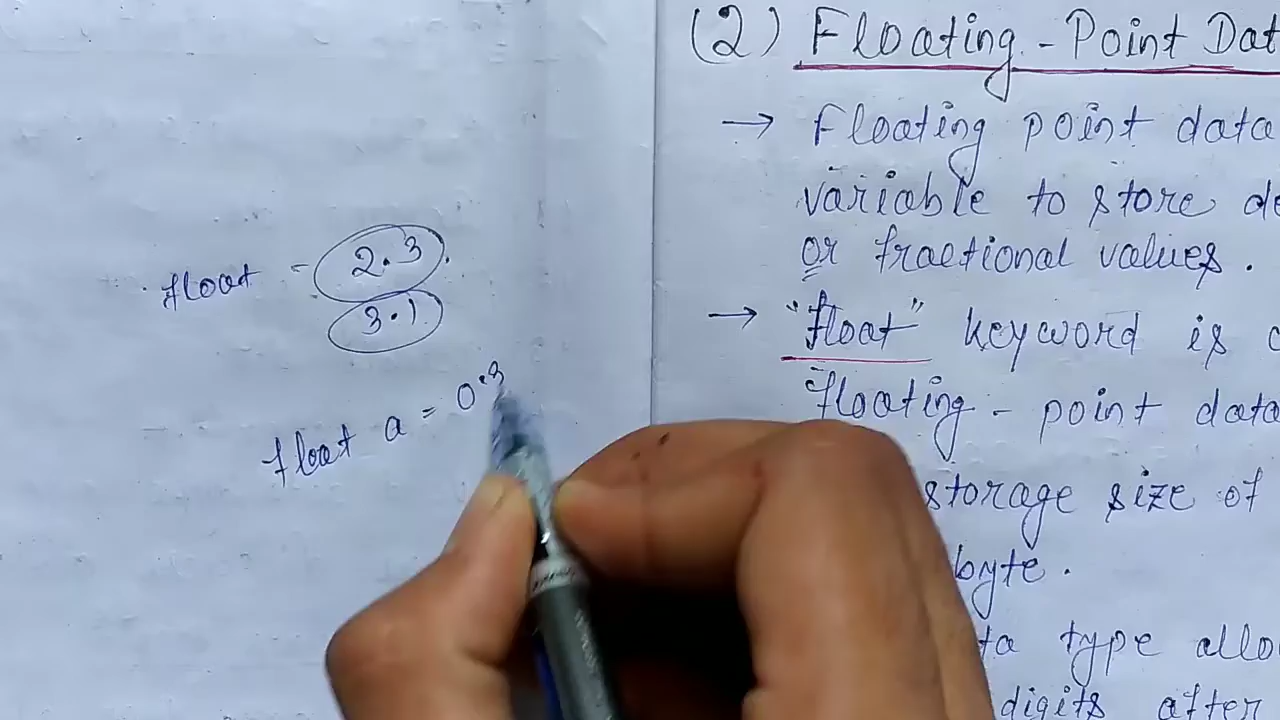 float = 2.3
3.1
float a = 0.3
(2) Floating-Point Dat
→ Floating point data
variable to store de
or fractional values.
→ "float" keyword is
floating-point data
storage size of
byte.
ta type allo
digits after